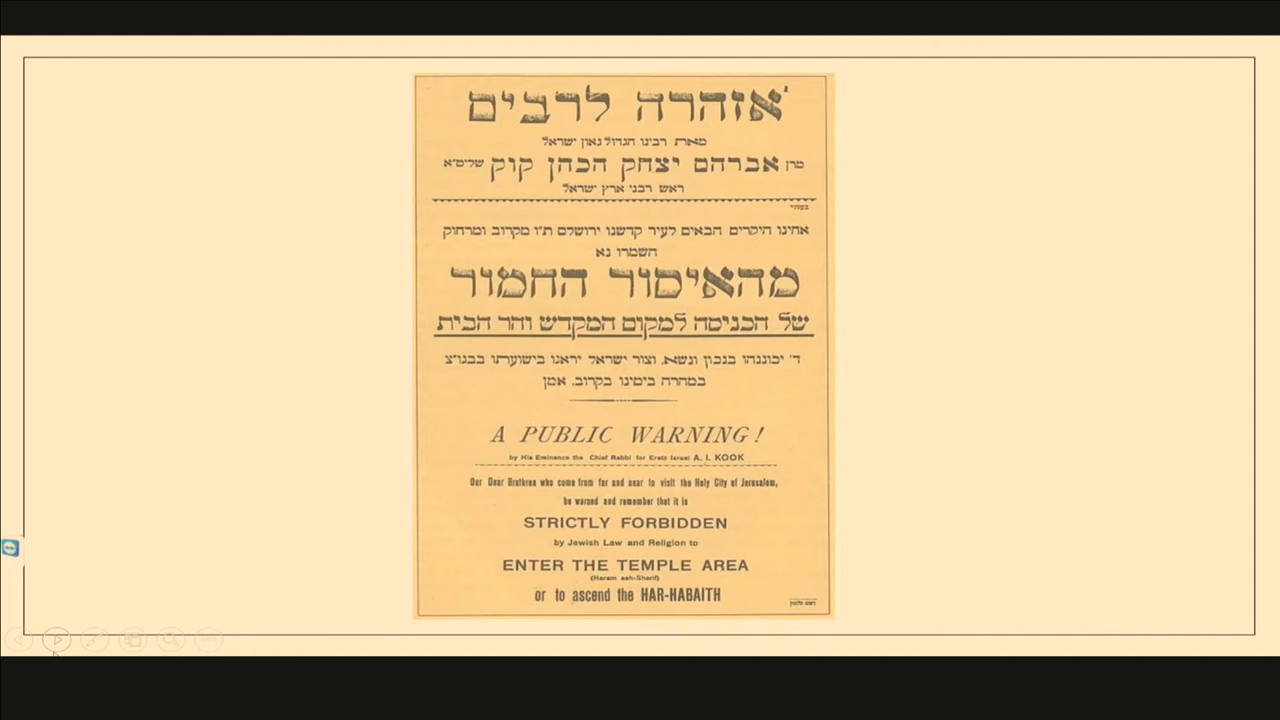 אזהרה לרבים
מאת רבינו הגדול גאון ישראל
מרן אברהם יצחק הכהן קוק שליט״א
ראש רבני ארץ ישראל
בעזהי
אחינו היקרים הבאים לעיר קדשנו ירושלם ת״ו מקרוב ומרחוק
השמרו נא
מהאיסור החמור
של הכניסה למקום המקדש והר הבית
ד׳ יכוננהו בנכון ונשא, וצור ישראל יראנו בישועתו בבנו״צ
במהרה בימינו בקרוב, אמן
A PUBLIC WARNING!
by His Eminence the Chief Rabbi for Eretz Israel A. I. KOOK
Our Dear Brethren who come from far and near to visit the Holy City of Jerusalem,
be warned and remember that it is
STRICTLY FORBIDDEN
by Jewish Law and Religion to
ENTER THE TEMPLE AREA
(Haram ash-Sharif)
or to ascend the HAR-HABAITH